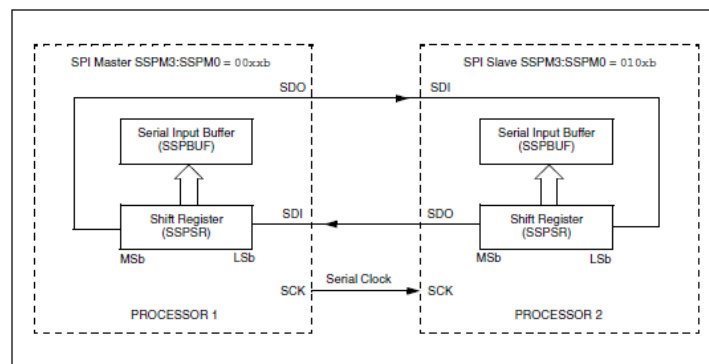 SPI Master SSPM3:SSPM0 = 00xxb
SPI Slave SSPM3:SSPM0 = 010xb
SDO
SDI
Serial Input Buffer
(SSPBUF)
Serial Input Buffer
(SSPBUF)
Shift Register
(SSPSR)
SDI
SDO
Shift Register
(SSPSR)
MSb
LSb
MSb
LSb
Serial Clock
SCK
SCK
PROCESSOR 1
PROCESSOR 2